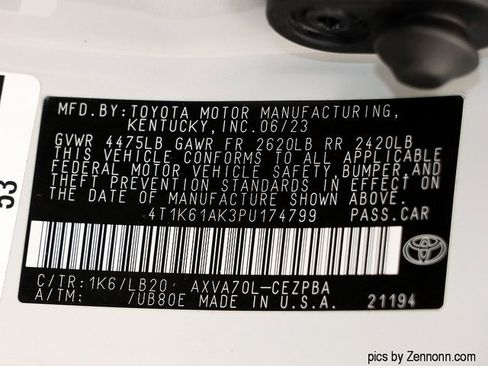 MFD.BY:TOYOTA MOTOR MANUFACTURING,
KENTUCKY, INC. 06/23
GVWR 4475LB GAWR FR 2620LB RR 2420LB
THIS VEHICLE CONFORMS TO ALL APPLICABLE
FEDERAL MOTOR VEHICLE SAFETY,BUMPER,AND
THEFT PREVENTION STANDARDS IN EFFECT ON
THE DATE OF MANUFACTURE SHOWN ABOVE.
4T1K61AK3PU174799 PASS.CAR
C/TR:1K6/LB20 AXVA70L-CEZPBA
A/TM: /UB80E MADE IN U.S.A. 21194
53
pics by Zennonn.com